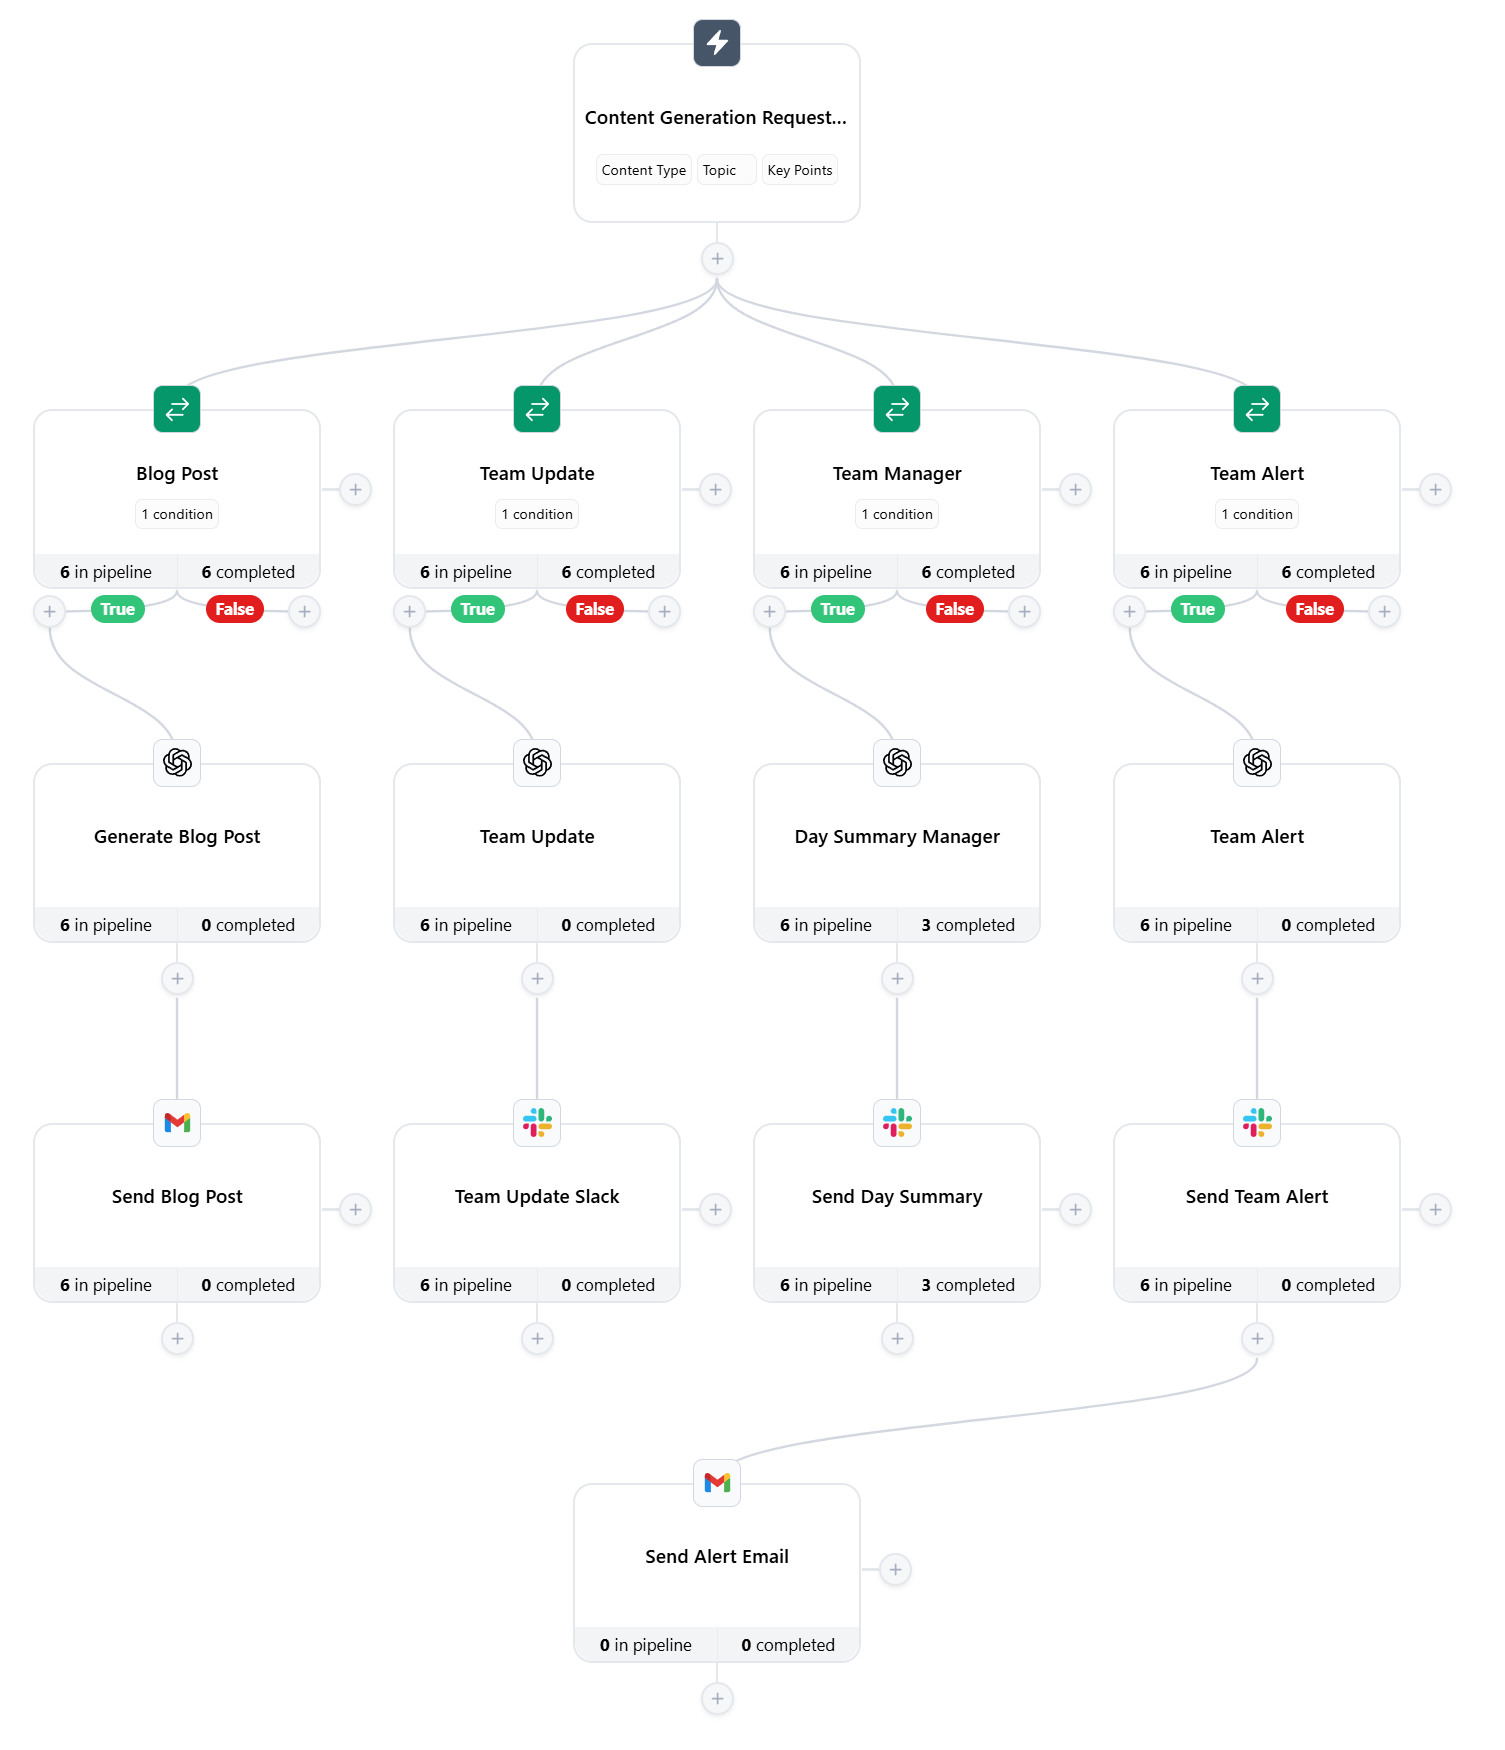 Content Generation Request...
Content Type Topic Key Points
Blog Post
1 condition
6 in pipeline 6 completed
True False
Team Update
1 condition
6 in pipeline 6 completed
True False
Team Manager
1 condition
6 in pipeline 6 completed
True False
Team Alert
1 condition
6 in pipeline 6 completed
True False
Generate Blog Post
6 in pipeline 0 completed
Team Update
6 in pipeline 0 completed
Day Summary Manager
6 in pipeline 3 completed
Team Alert
6 in pipeline 0 completed
Send Blog Post
6 in pipeline 0 completed
Team Update Slack
6 in pipeline 0 completed
Send Day Summary
6 in pipeline 3 completed
Send Team Alert
6 in pipeline 0 completed
Send Alert Email
0 in pipeline 0 completed